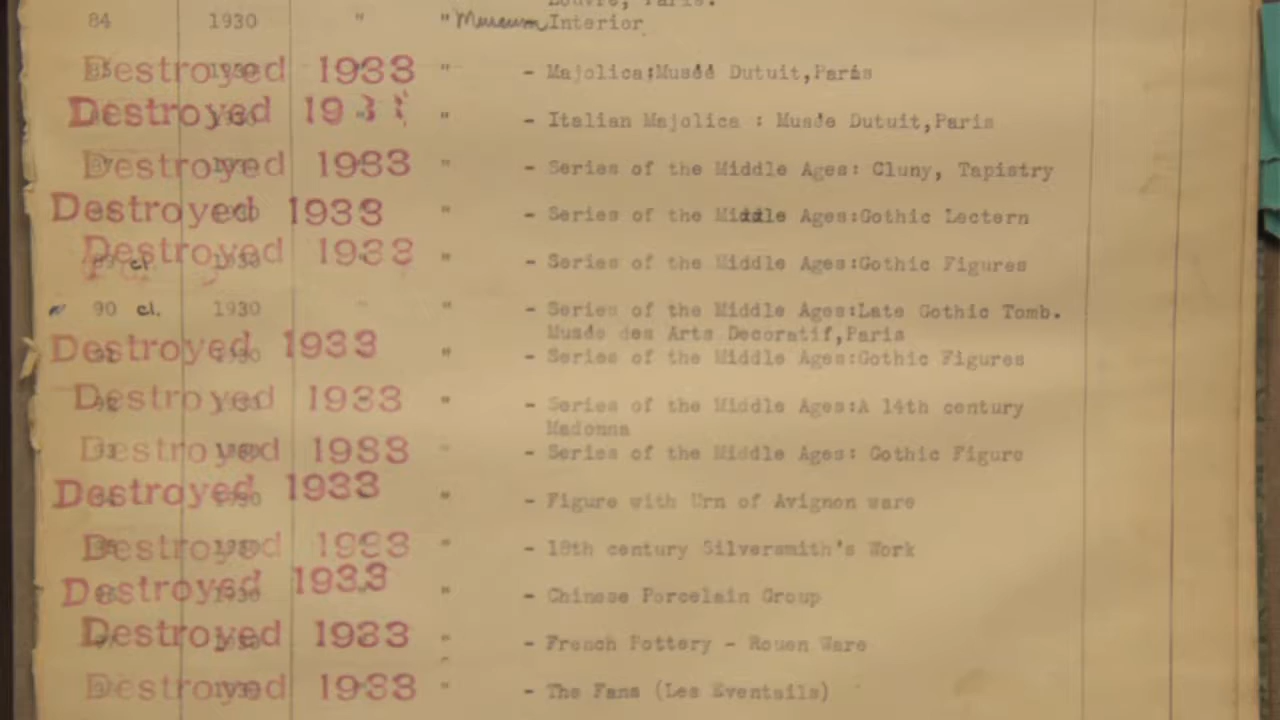 84 1930 " " Museum Interior
Destroyed 1933 " - Majolica:Museé Dutuit,Paris
Destroyed 1933 " - Italian Majolica : Musée Dutuit,Paris
Destroyed 1933 " - Series of the Middle Ages: Cluny, Tapistry
Destroyed 1933 " - Series of the Middle Ages:Gothic Lectern
Destroyed 1933 " - Series of the Middle Ages:Gothic Figures
90 cl. 1930 " " - Series of the Middle Ages:Late Gothic Tomb.
Musée des Arts Decoratif,Paris
Destroyed 1933 " - Series of the Middle Ages:Gothic Figures
Destroyed 1933 " - Series of the Middle Ages:A 14th century
Madonna
Destroyed 1933 " - Series of the Middle Ages: Gothic Figure
Destroyed 1933 " - Figure with Urn of Avignon ware
Destroyed 1933 " - 18th century Silversmith's Work
Destroyed 1933 " - Chinese Porcelain Group
Destroyed 1933 " - French Pottery - Rouen Ware
Destroyed 1933 " - The Fans (Les Eventails)